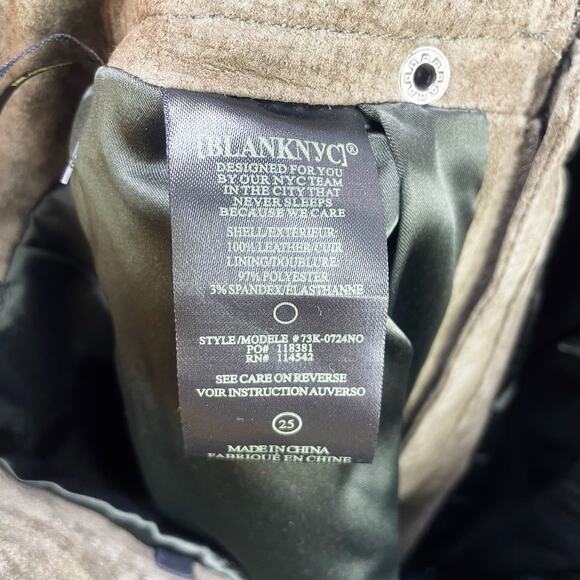 [BLANKNYC]®
DESIGNED FOR YOU
BY OUR NYC TEAM
IN THE CITY THAT
NEVER SLEEPS
BECAUSE WE CARE
SHELL/EXTERIEUR:
100% LEATHER/CUIR
LINING/DOUBLURE:
97% POLYESTER
3% SPANDEX/ELASTHANNE
STYLE/MODELE #73K-0724NO
PO# 118381
RN# 114542
SEE CARE ON REVERSE
VOIR INSTRUCTION AUVERSO
25
MADE IN CHINA
FABRIQUÉ EN CHINE